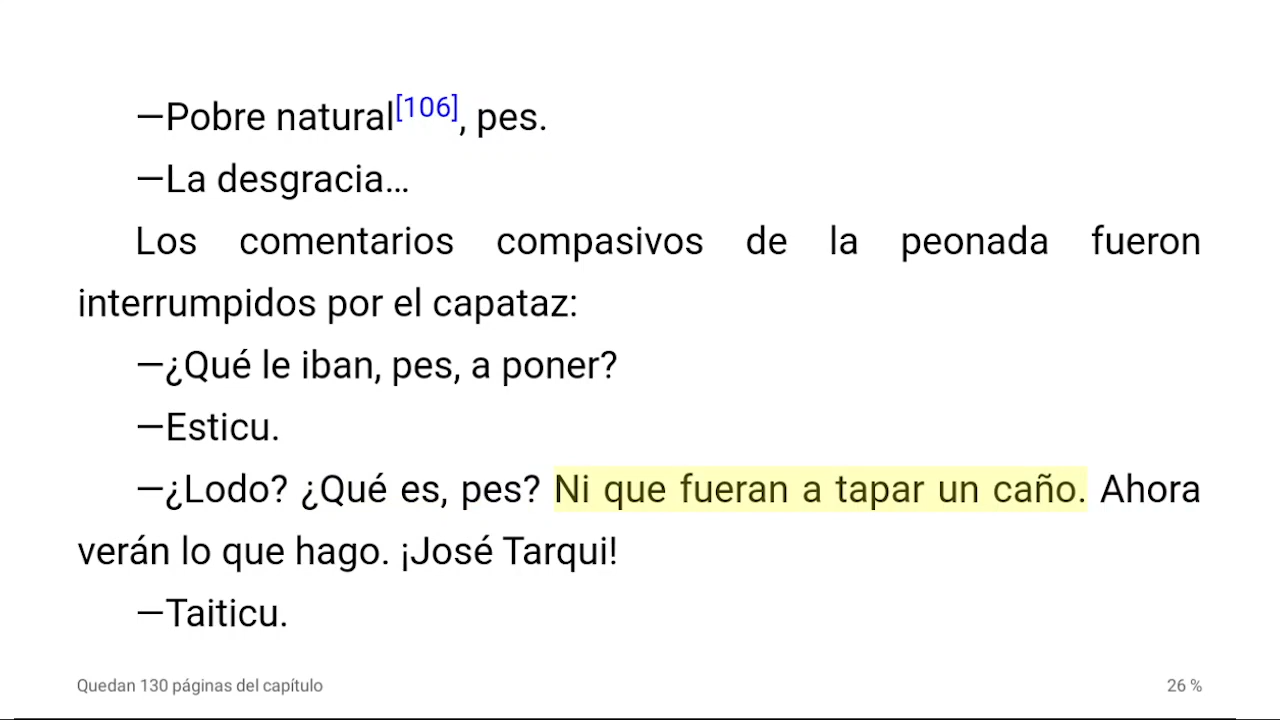 —Pobre natural[106], pes.
—La desgracia…
Los comentarios compasivos de la peonada fueron
interrumpidos por el capataz:
—¿Qué le iban, pes, a poner?
—Esticu.
—¿Lodo? ¿Qué es, pes? Ni que fueran a tapar un caño. Ahora
verán lo que hago. ¡José Tarqui!
—Taiticu.
Quedan 130 páginas del capítulo
26 %